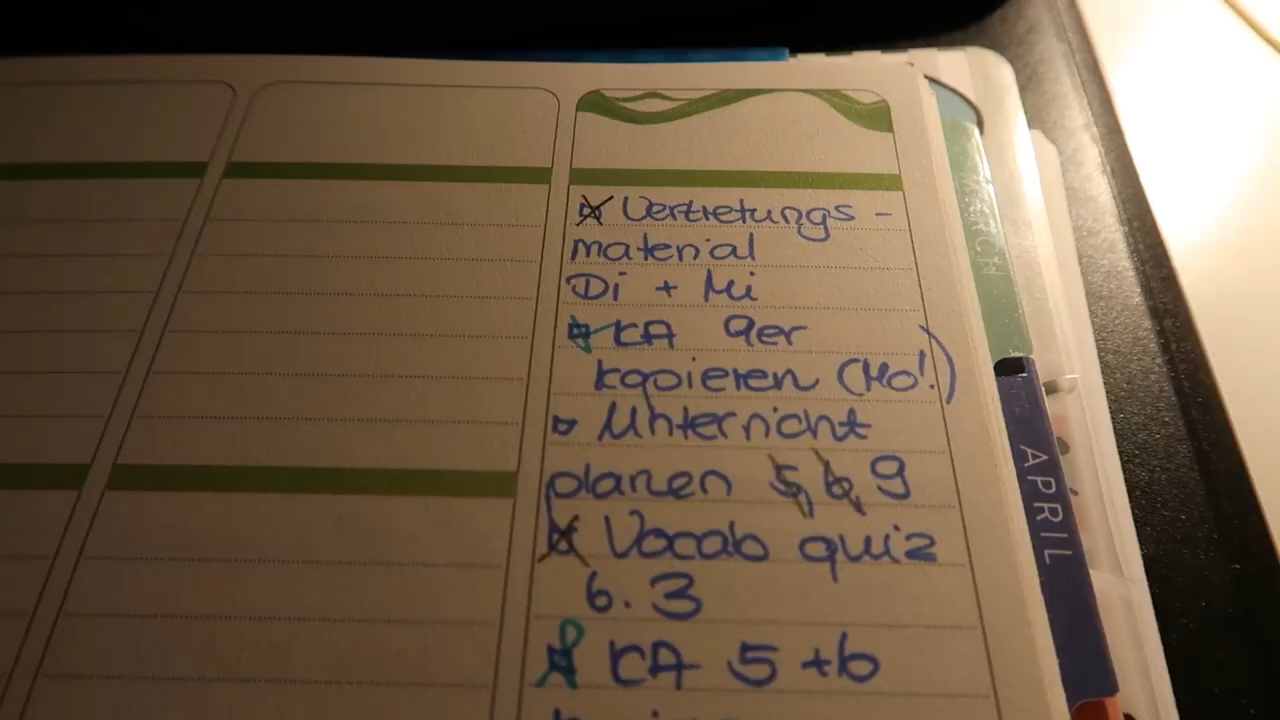 Vertretungs-
material
Di + Mi
KA 9er
kopieren (Mo!)
Unterricht
planen 5, 6, 9
Vocab quiz
6.3
KA 5 + 6
MARCH
APRIL